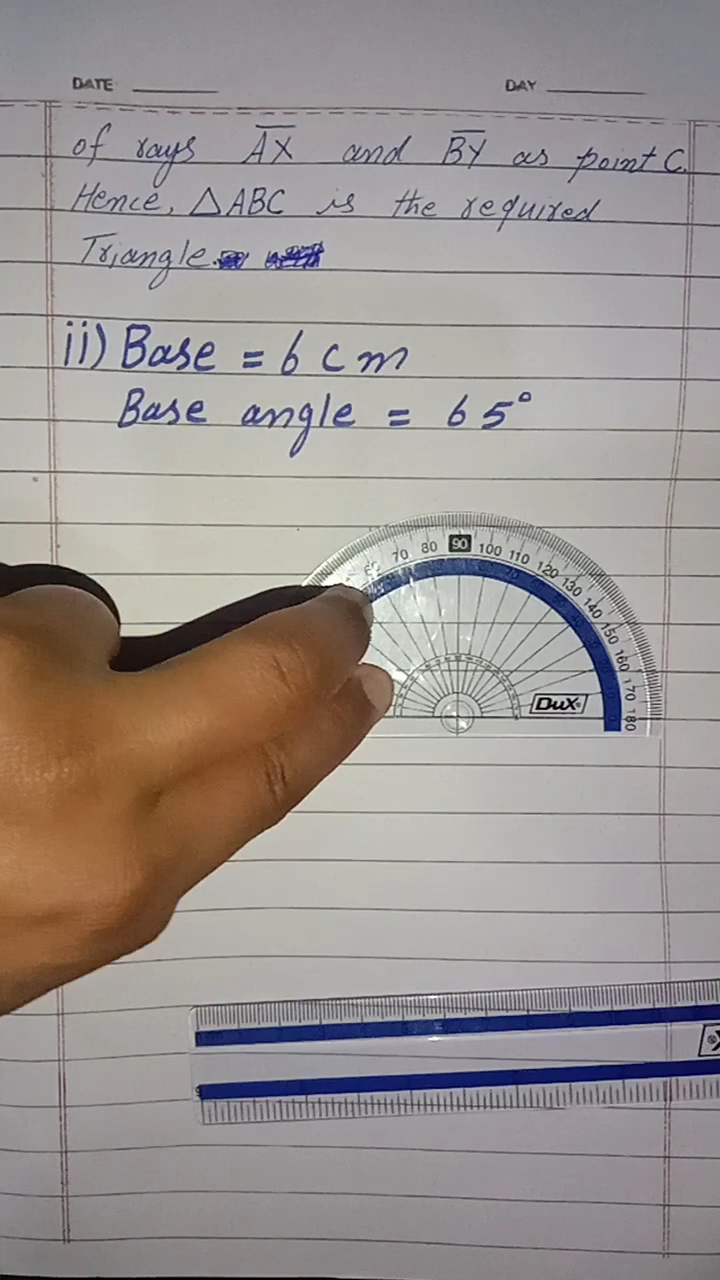 DATE DAY
of rays AX and BY as point C.
Hence, △ABC is the required
Triangle.
ii) Base = 6 cm
Base angle = 65°
60 70 80 90 100 110 120 130 140 150 160 170 180
DUX